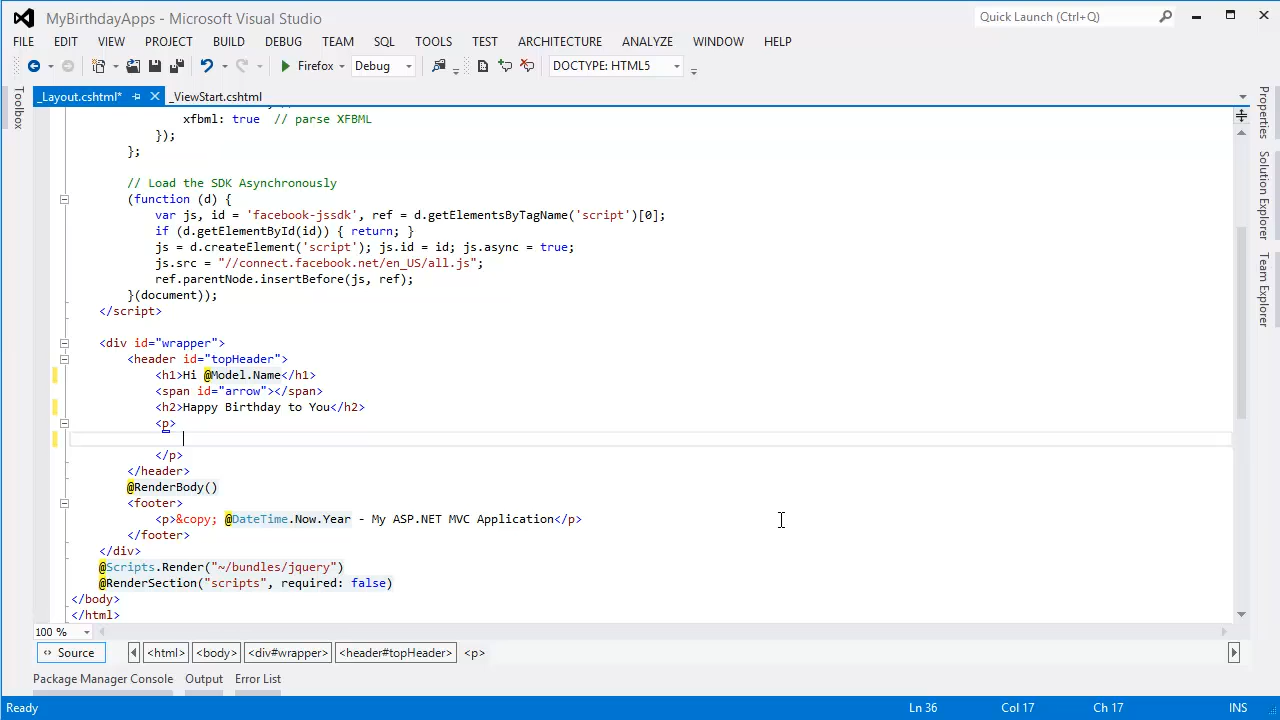 MyBirthdayApps - Microsoft Visual Studio
Quick Launch (Ctrl+Q)
FILE EDIT VIEW PROJECT BUILD DEBUG TEAM SQL TOOLS TEST ARCHITECTURE ANALYZE WINDOW HELP
Firefox Debug DOCTYPE: HTML5
_Layout.cshtml* _ViewStart.cshtml
Toolbox
Properties
Solution Explorer
Team Explorer
xfbml: true // parse XFBML
});
};
// Load the SDK Asynchronously
(function (d) {
var js, id = 'facebook-jssdk', ref = d.getElementsByTagName('script')[0];
if (d.getElementById(id)) { return; }
js = d.createElement('script'); js.id = id; js.async = true;
js.src = "//connect.facebook.net/en_US/all.js";
ref.parentNode.insertBefore(js, ref);
}(document));
</script>
<div id="wrapper">
<header id="topHeader">
<h1>Hi @Model.Name</h1>
<span id="arrow"></span>
<h2>Happy Birthday to You</h2>
<p>
</p>
</header>
@RenderBody()
<footer>
<p>&copy; @DateTime.Now.Year - My ASP.NET MVC Application</p>
</footer>
</div>
@Scripts.Render("~/bundles/jquery")
@RenderSection("scripts", required: false)
</body>
</html>
100 %
Source <html> <body> <div#wrapper> <header#topHeader> <p>
Package Manager Console Output Error List
Ready Ln 36 Col 17 Ch 17 INS